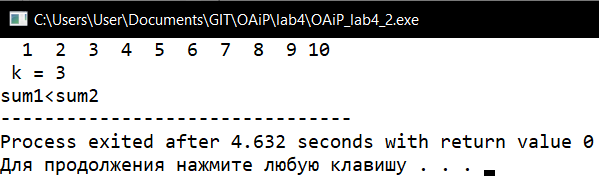 C:\Users\User\Documents\GIT\OAiP\lab4\OAiP_lab4_2.exe
1 2 3 4 5 6 7 8 9 10
k = 3
sum1<sum2
--------------------------------
Process exited after 4.632 seconds with return value 0
Для продолжения нажмите любую клавишу . . .